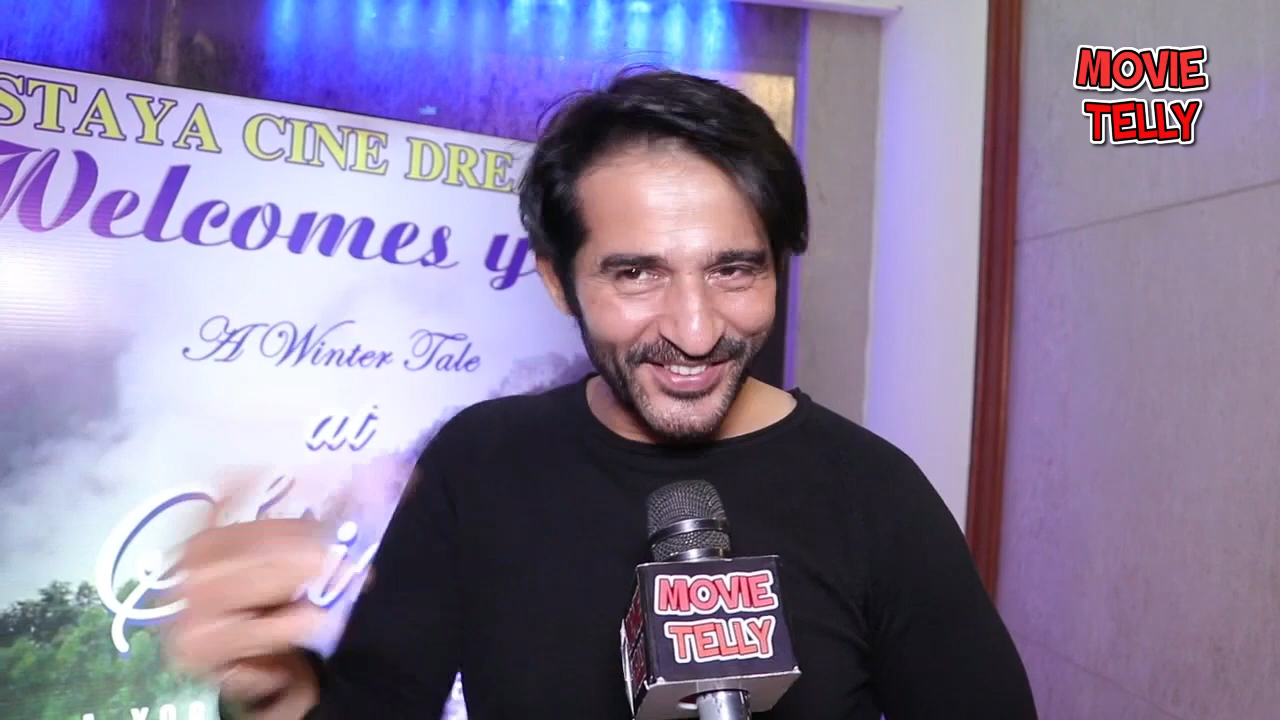 STAYA CINE DRE
Welcomes y
A Winter Tale
at
MOVIE
TELLY
MOVIE
TELLY